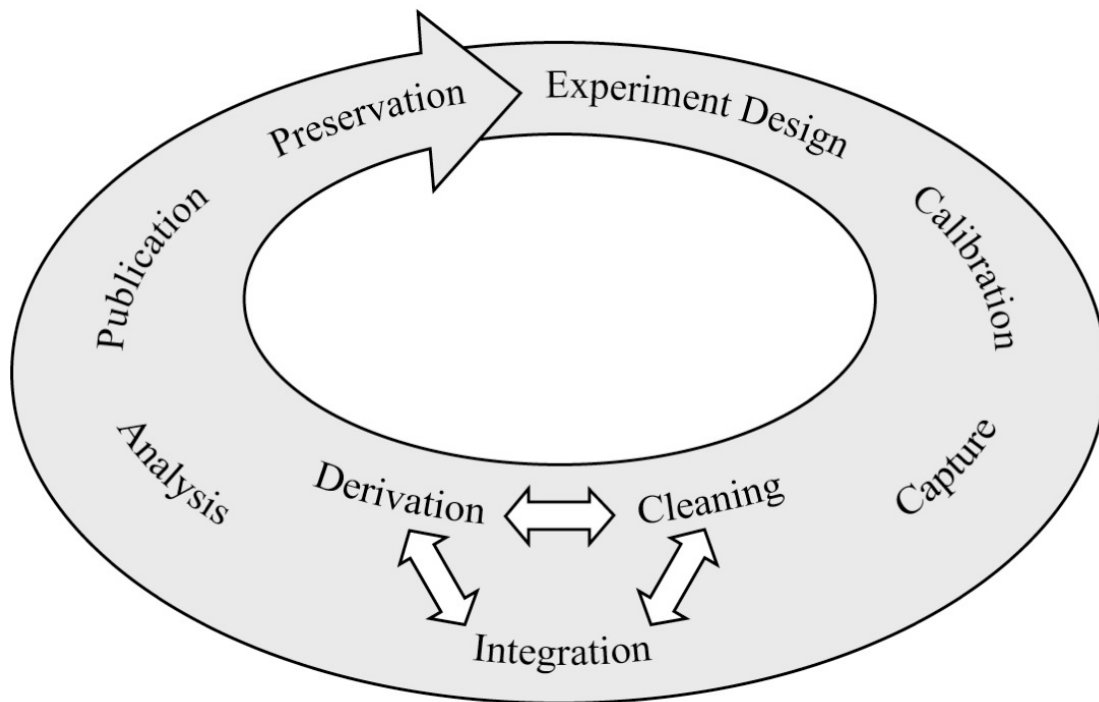 Experiment Design
Calibration
Capture
Cleaning
Integration
Derivation
Analysis
Publication
Preservation